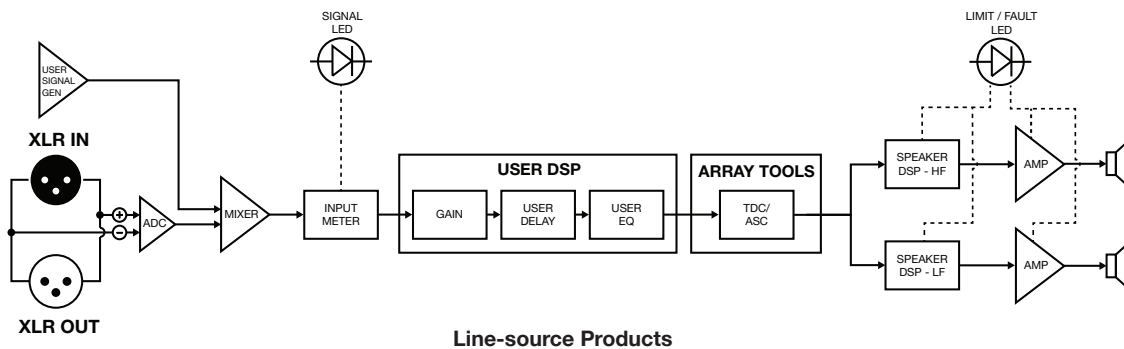 SIGNAL
LED
LIMIT / FAULT
LED
USER
SIGNAL
GEN
XLR IN
USER DSP
ARRAY TOOLS
+
−
ADC
MIXER
INPUT
METER
GAIN
USER
DELAY
USER
EQ
TDC/
ASC
SPEAKER
DSP - HF
AMP
SPEAKER
DSP - LF
AMP
XLR OUT
Line-source Products